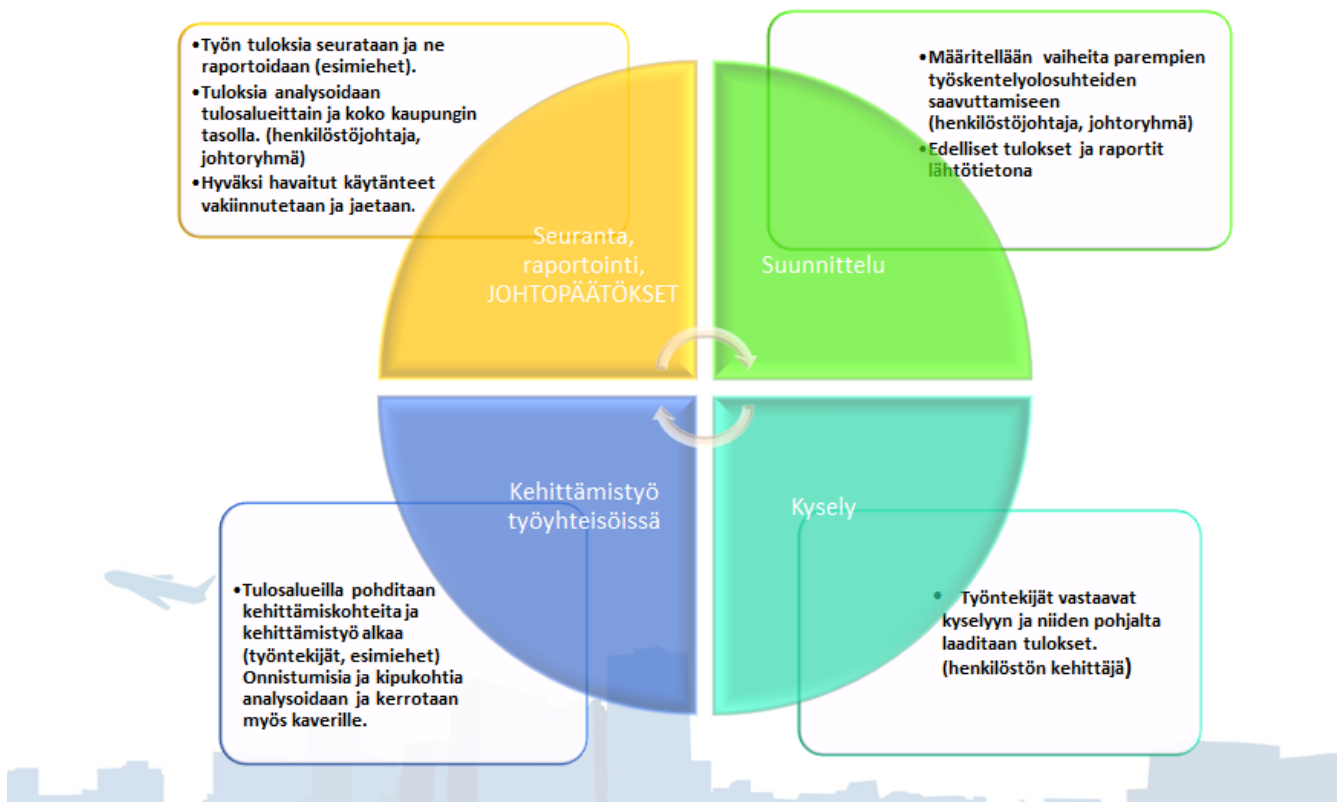 •Työn tuloksia seurataan ja ne
raportoidaan (esimiehet).
•Tuloksia analysoidaan
tulosalueittain ja koko kaupungin
tasolla. (henkilöstöjohtaja,
johtoryhmä)
•Hyväksi havaitut käytänteet
vakiinnutetaan ja jaetaan.
•Määritellään vaiheita parempien
työskentelyolosuhteiden
saavuttamiseen
(henkilöstöjohtaja, johtoryhmä)
•Edelliset tulokset ja raportit
lähtötietona
Seuranta,
raportointi,
JOHTOPÄÄTÖKSET
Suunnittelu
Kehittämistyö
työyhteisöissä
Kysely
•Tulosalueilla pohditaan
kehittämiskohteita ja
kehittämistyö alkaa
(työntekijät, esimiehet)
Onnistumisia ja kipukohtia
analysoidaan ja kerrotaan
myös kaverille.
• Työntekijät vastaavat
kyselyyn ja niiden pohjalta
laaditaan tulokset.
(henkilöstön kehittäjä)